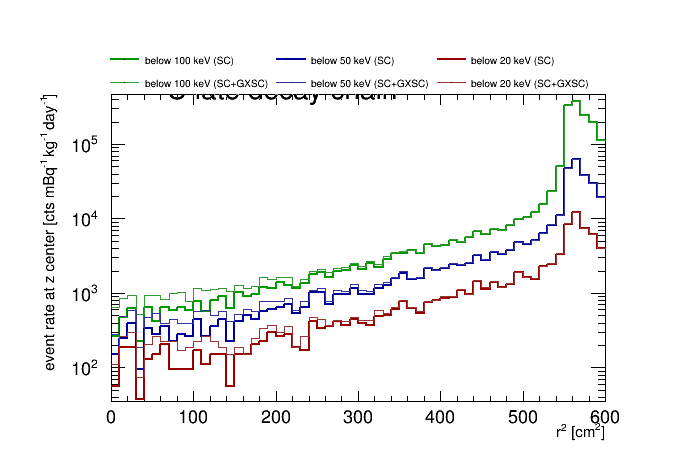 below 100 keV (SC) below 50 keV (SC) below 20 keV (SC)
below 100 keV (SC+GXSC) below 50 keV (SC+GXSC) below 20 keV (SC+GXSC)
decay chain
event rate at z center [cts mBq⁻¹ kg⁻¹ day⁻¹]
10⁵
10⁴
10³
10²
0 100 200 300 400 500 600
r² [cm²]